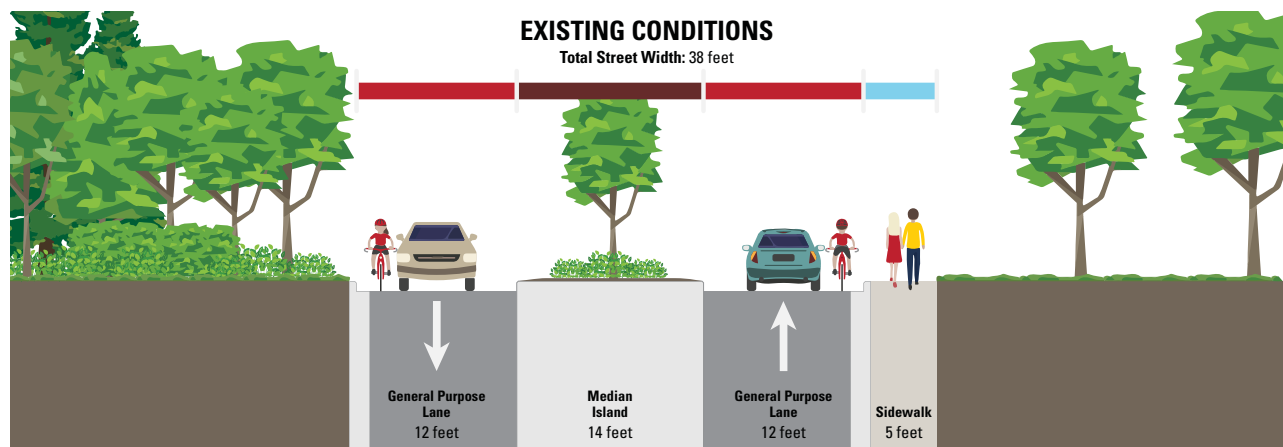 EXISTING CONDITIONS
Total Street Width: 38 feet
General Purpose
Lane
12 feet
Median
Island
14 feet
General Purpose
Lane
12 feet
Sidewalk
5 feet